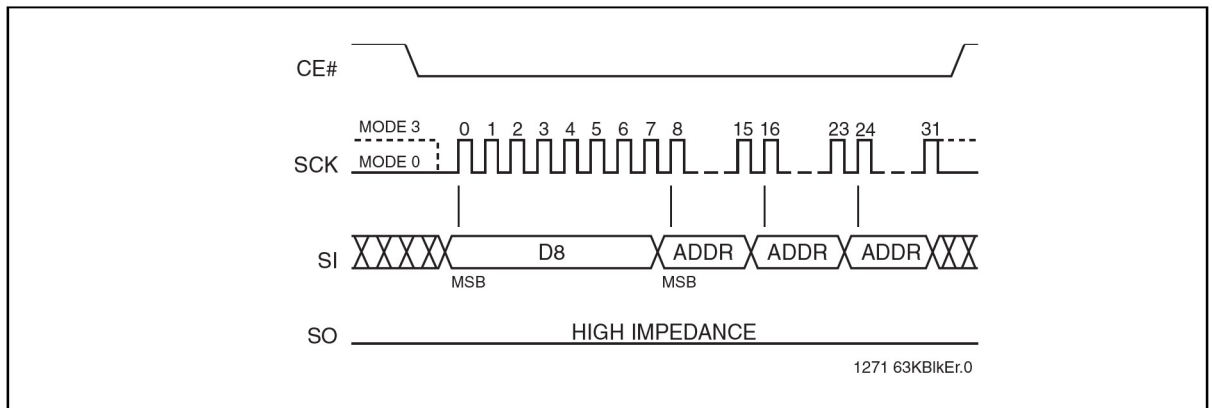 CE#
MODE 3 0 1 2 3 4 5 6 7 8 15 16 23 24 31
SCK MODE 0
SI D8 ADDR ADDR ADDR
MSB MSB
SO HIGH IMPEDANCE
1271 63KBlkEr.0